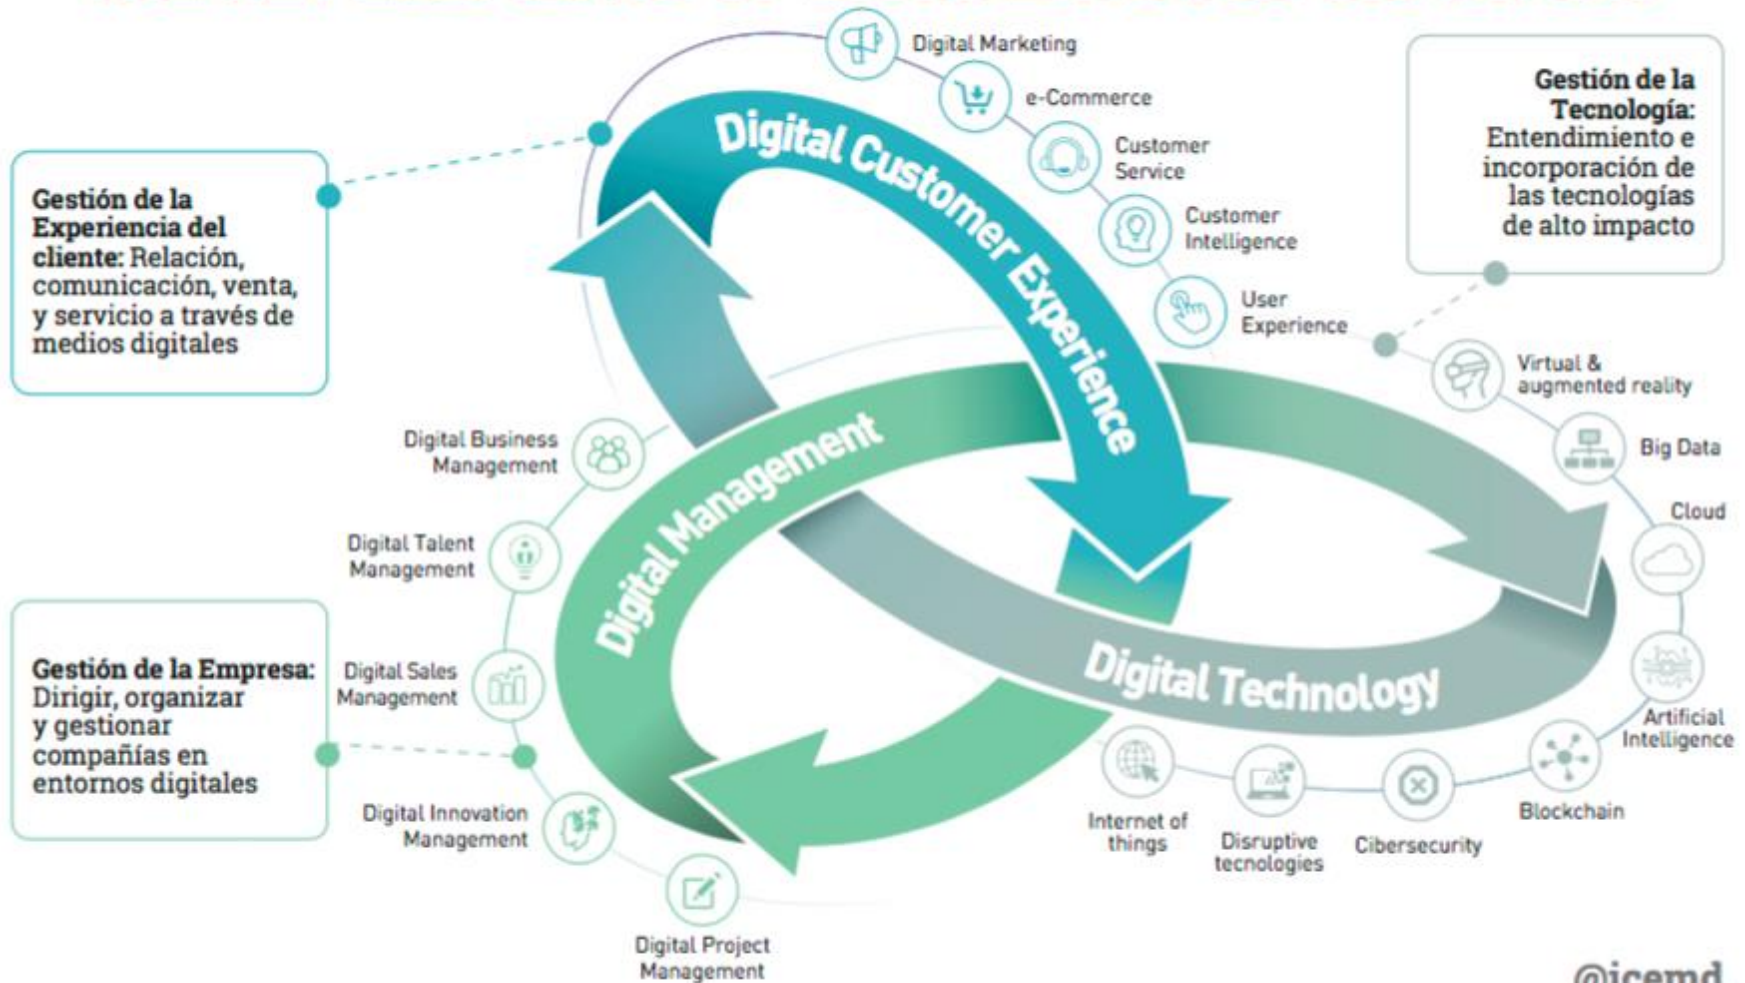 Digital Marketing
e-Commerce
Customer
Service
Customer
Intelligence
User
Experience
Gestión de la
Tecnología:
Entendimiento e
incorporación de
las tecnologías
de alto impacto
Gestión de la
Experiencia del
cliente: Relación,
comunicación, venta,
y servicio a través de
medios digitales
Digital Customer Experience
Virtual &
augmented reality
Big Data
Cloud
Artificial
Intelligence
Blockchain
Cibersecurity
Disruptive
tecnologies
Internet of
things
Digital Technology
Digital Management
Digital Business
Management
Digital Talent
Management
Digital Sales
Management
Digital Innovation
Management
Digital Project
Management
Gestión de la Empresa:
Dirigir, organizar
y gestionar
compañías en
entornos digitales
@icemd